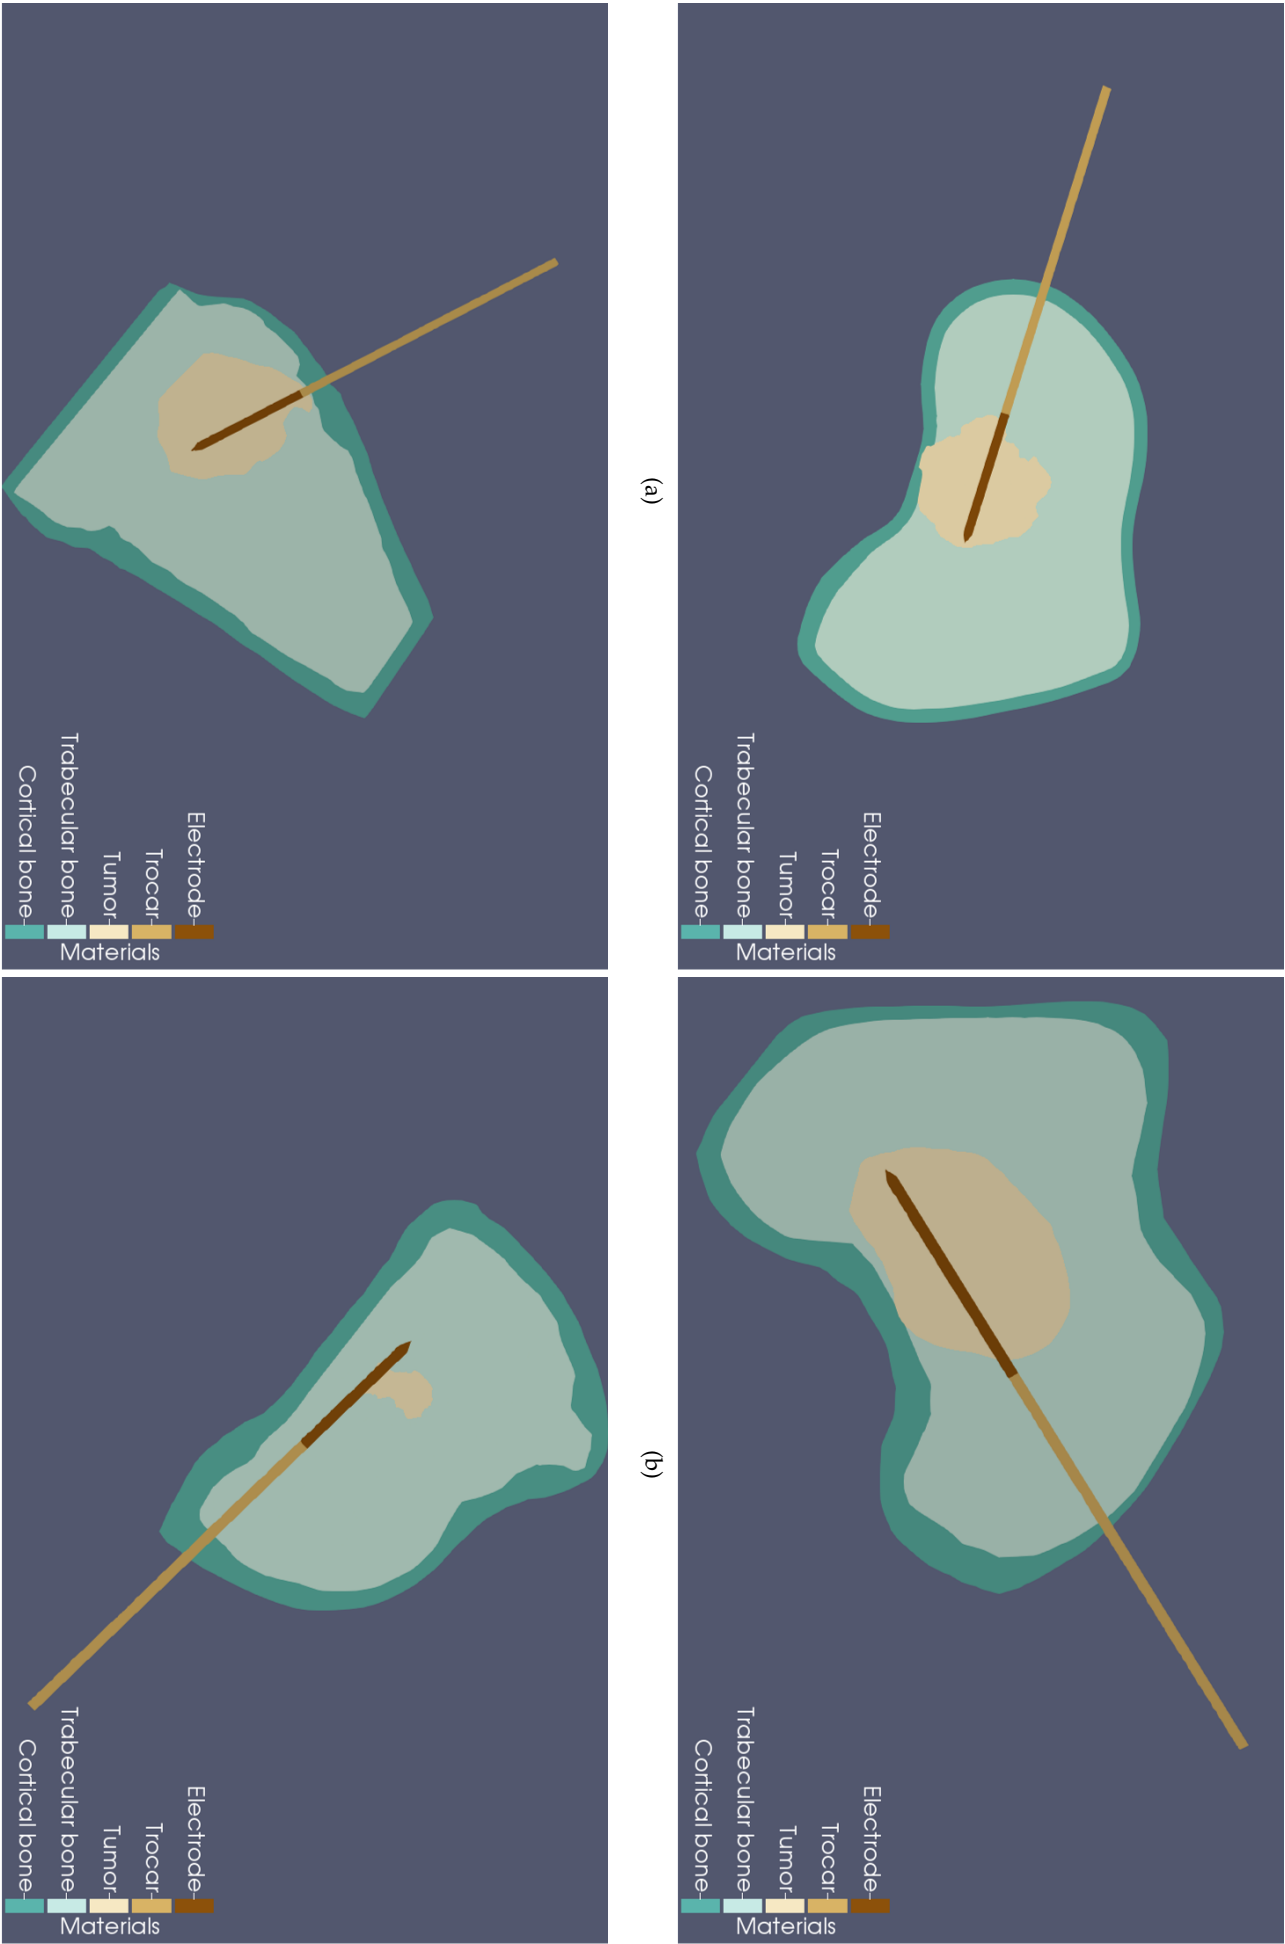 Electrode
Trocar
Tumor
Trabecular bone
Cortical bone
Materials
Electrode
Trocar
Tumor
Trabecular bone
Cortical bone
Materials
(a)
(b)
Electrode
Trocar
Tumor
Trabecular bone
Cortical bone
Materials
Electrode
Trocar
Tumor
Trabecular bone
Cortical bone
Materials